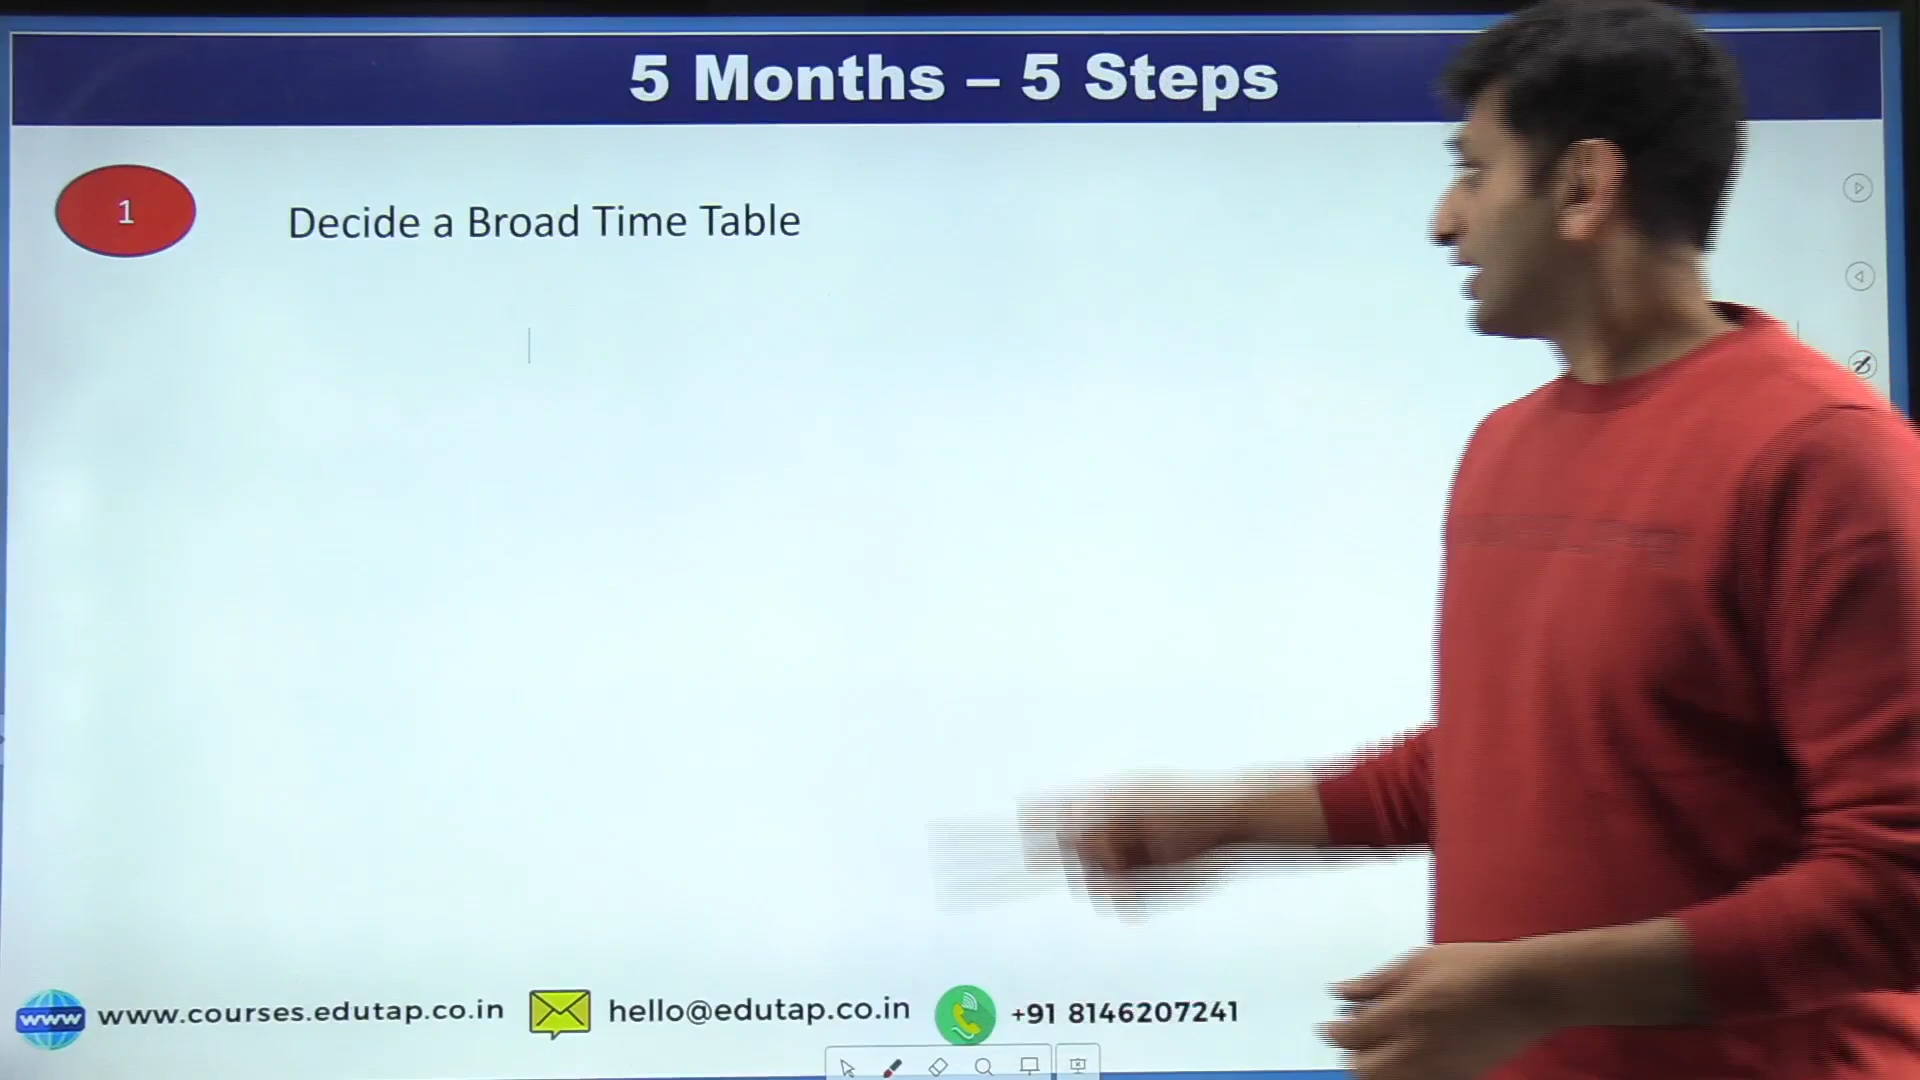 5 Months – 5 Steps
1
Decide a Broad Time Table
www www.courses.edutap.co.in hello@edutap.co.in +91 8146207241